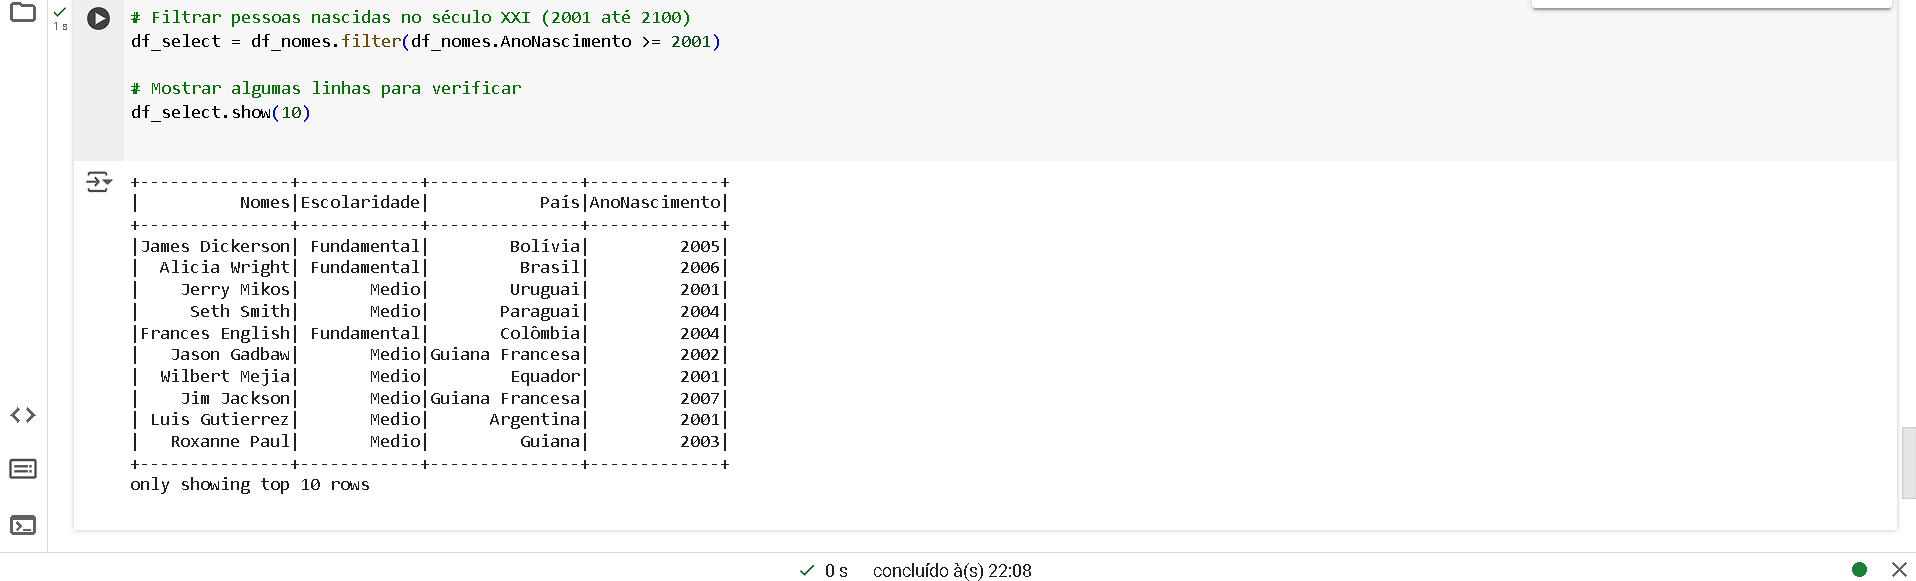 1 s
# Filtrar pessoas nascidas no século XXI (2001 até 2100)
df_select = df_nomes.filter(df_nomes.AnoNascimento >= 2001)
# Mostrar algumas linhas para verificar
df_select.show(10)
+---------------+------------+---------------+-------------+
|          Nomes|Escolaridade|           País|AnoNascimento|
+---------------+------------+---------------+-------------+
|James Dickerson| Fundamental|        Bolívia|         2005|
|  Alicia Wright| Fundamental|         Brasil|         2006|
|    Jerry Mikos|       Medio|        Uruguai|         2001|
|     Seth Smith|       Medio|       Paraguai|         2004|
|Frances English| Fundamental|       Colômbia|         2004|
|   Jason Gadbaw|       Medio|Guiana Francesa|         2002|
|  Wilbert Mejia|       Medio|        Equador|         2001|
|    Jim Jackson|       Medio|Guiana Francesa|         2007|
| Luis Gutierrez|       Medio|      Argentina|         2001|
|   Roxanne Paul|       Medio|         Guiana|         2003|
+---------------+------------+---------------+-------------+
only showing top 10 rows
0 s concluído à(s) 22:08